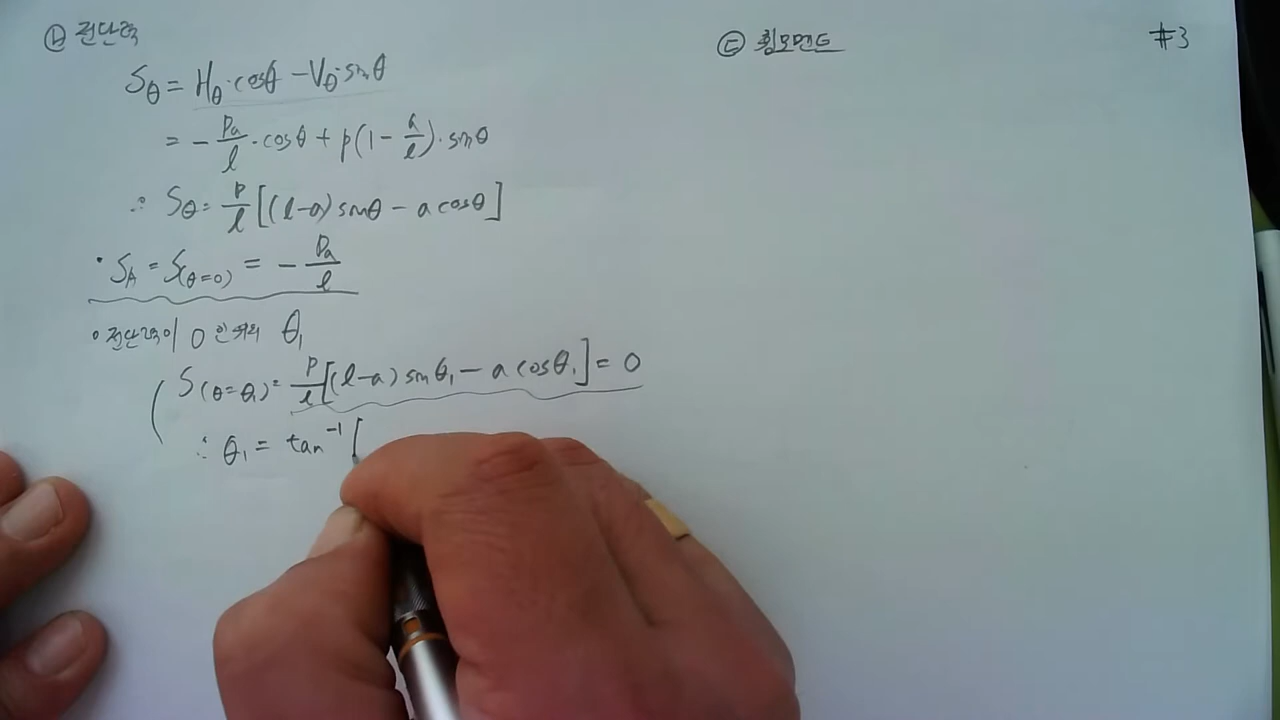 ⓑ 전단력
S_θ = H_θ·cosθ − V_θ·sinθ
= − Pa/l · cosθ + P(1 − a/l)·sinθ
∴ S_θ = P/l [(l−a) sinθ − a cosθ]
• S_A = S_(θ=0) = − Pa/l
• 전단력이 0인 위치 θ₁
( S_(θ=θ₁) = P/l [(l−a) sinθ₁ − a cosθ₁] = 0
∴ θ₁ = tan⁻¹ [
ⓒ 휨모멘트
#3